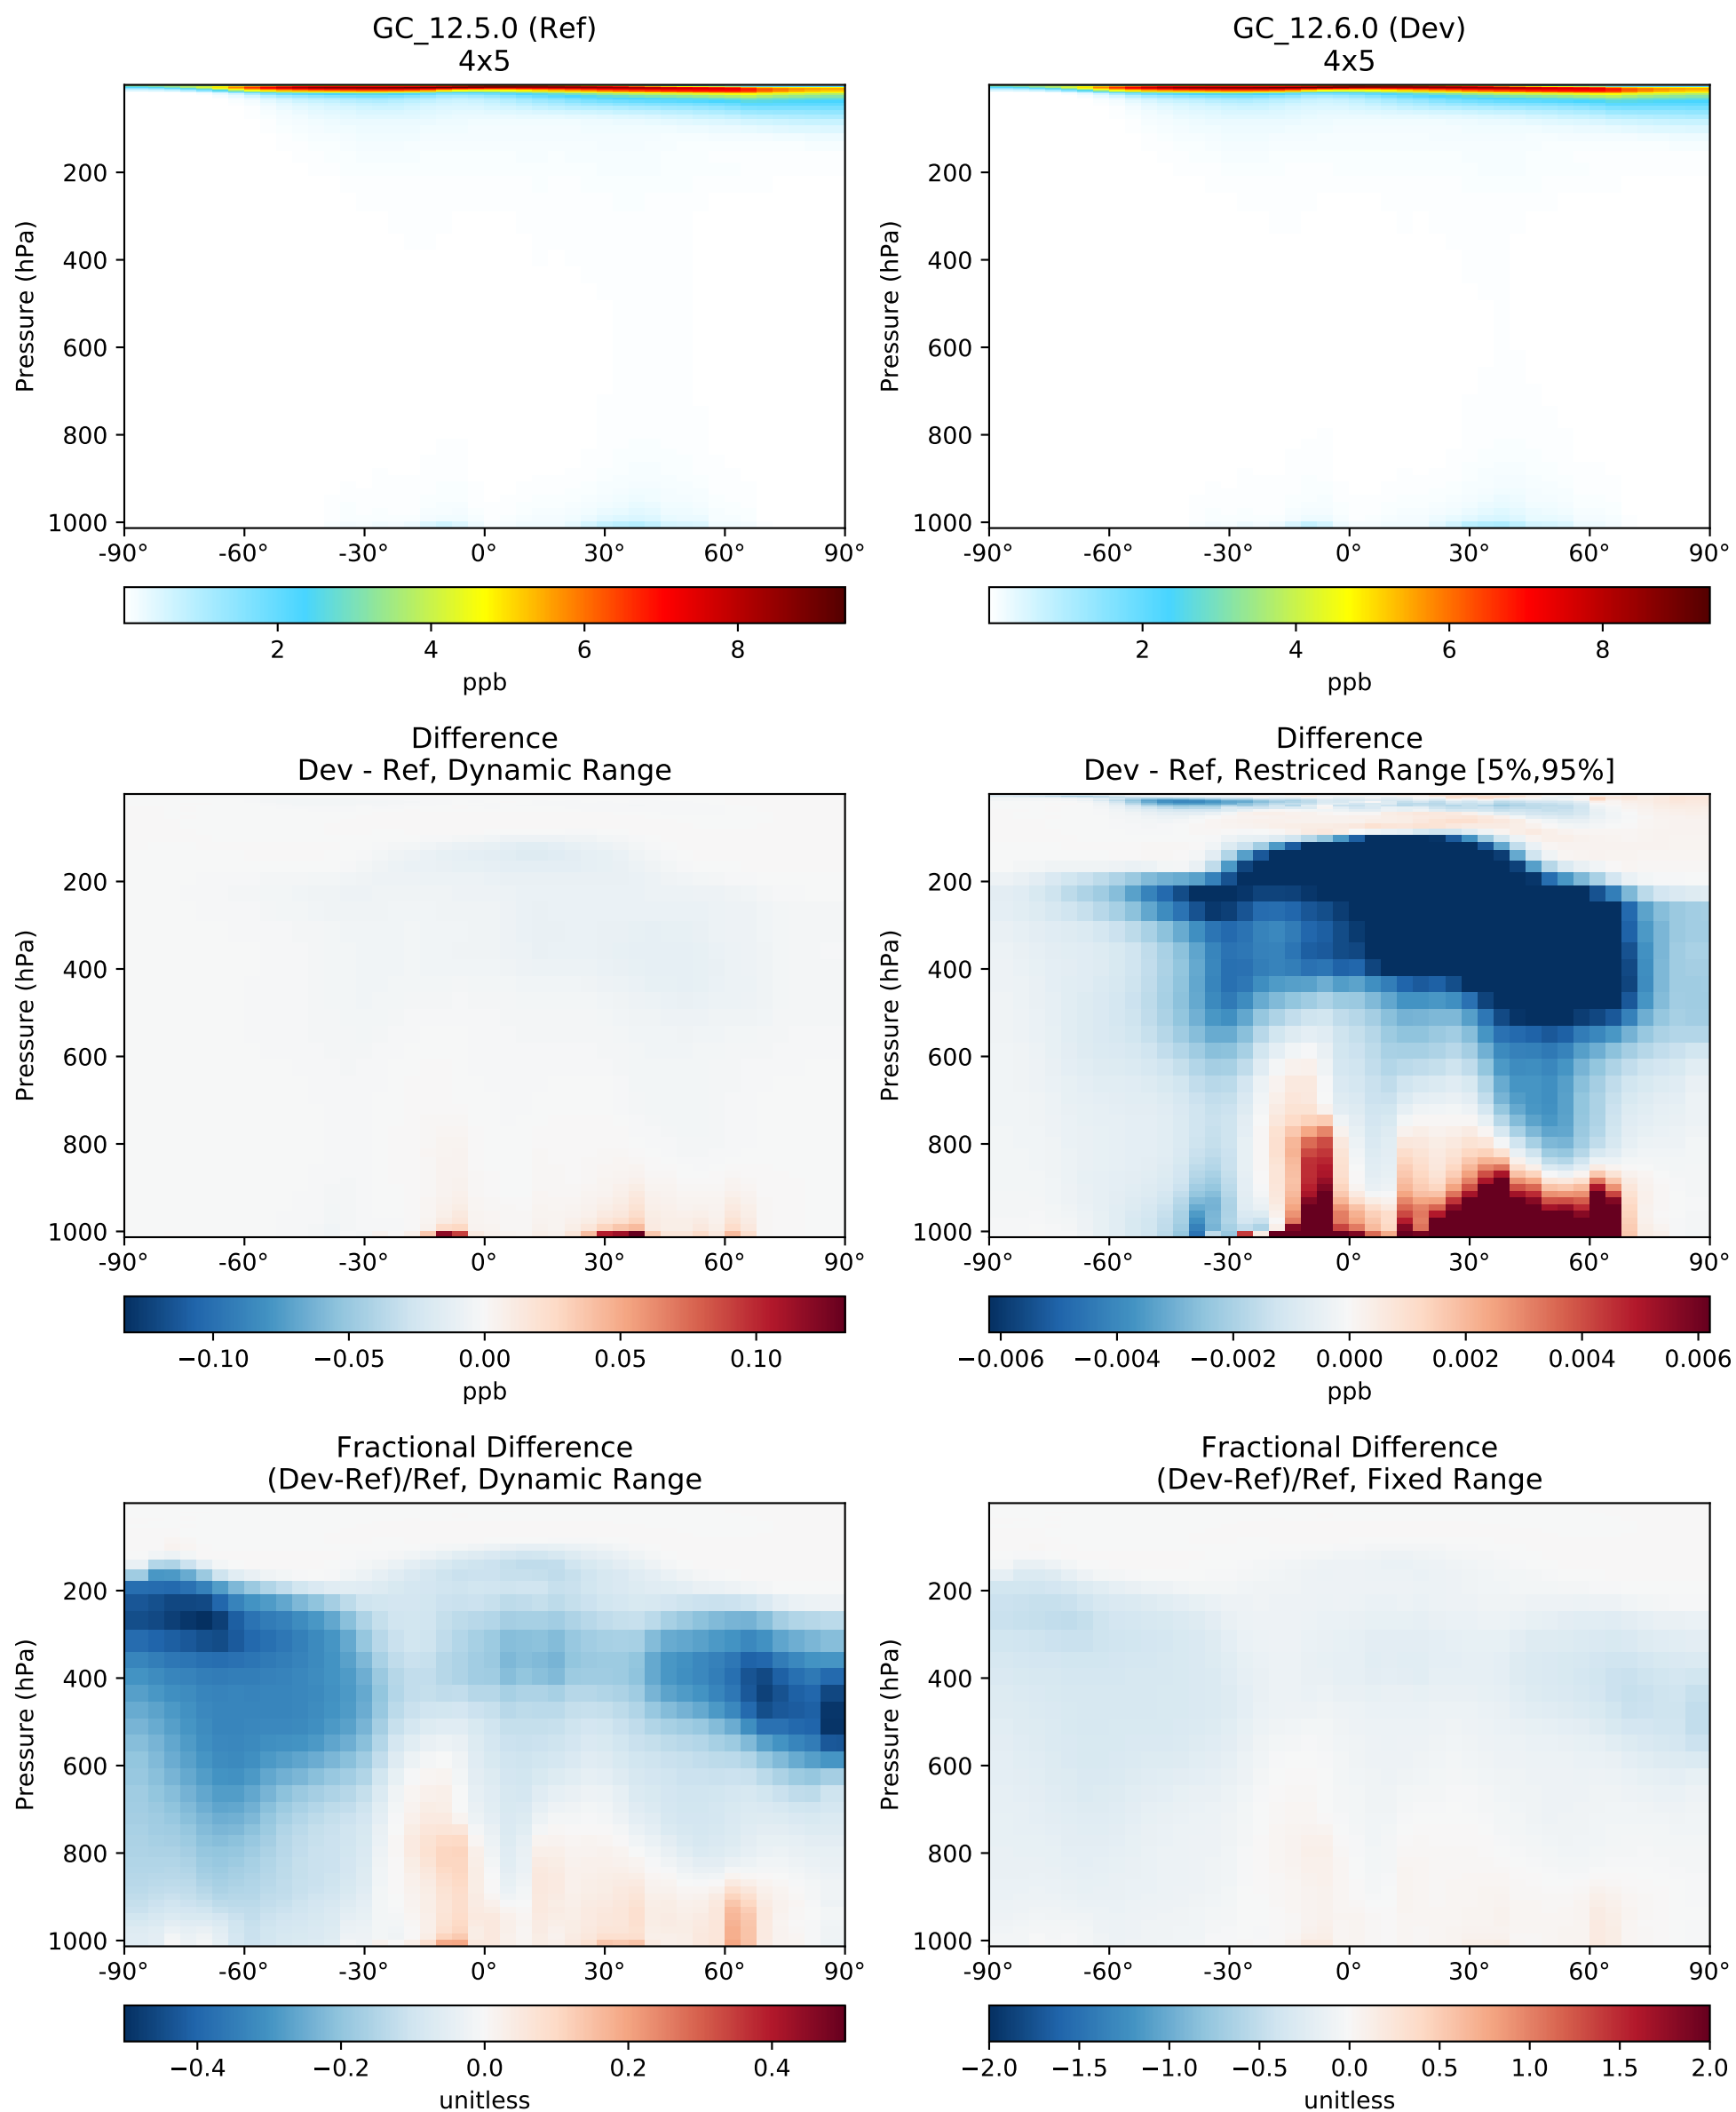 GC_12.5.0 (Ref)
4x5
Pressure (hPa)
200
400
600
800
1000
-90° -60° -30° 0° 30° 60° 90°
2 4 6 8
ppb
GC_12.6.0 (Dev)
4x5
Pressure (hPa)
200
400
600
800
1000
-90° -60° -30° 0° 30° 60° 90°
2 4 6 8
ppb
Difference
Dev - Ref, Dynamic Range
Pressure (hPa)
200
400
600
800
1000
-90° -60° -30° 0° 30° 60° 90°
−0.10 −0.05 0.00 0.05 0.10
ppb
Difference
Dev - Ref, Restriced Range [5%,95%]
Pressure (hPa)
200
400
600
800
1000
-90° -60° -30° 0° 30° 60° 90°
−0.006 −0.004 −0.002 0.000 0.002 0.004 0.006
ppb
Fractional Difference
(Dev-Ref)/Ref, Dynamic Range
Pressure (hPa)
200
400
600
800
1000
-90° -60° -30° 0° 30° 60° 90°
−0.4 −0.2 0.0 0.2 0.4
unitless
Fractional Difference
(Dev-Ref)/Ref, Fixed Range
Pressure (hPa)
200
400
600
800
1000
-90° -60° -30° 0° 30° 60° 90°
−2.0 −1.5 −1.0 −0.5 0.0 0.5 1.0 1.5 2.0
unitless